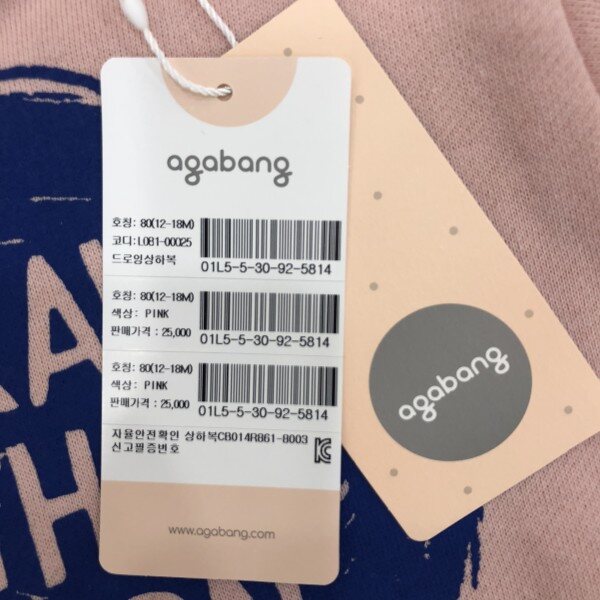 agabang
호칭: 80(12-18M)
코디:L081-00025
드로잉상하복
01L5-5-30-92-5814
호칭: 80(12-18M)
색상: PINK
판매가격 : 25,000
01L5-5-30-92-5814
호칭: 80(12-18M)
색상: PINK
판매가격 : 25,000
01L5-5-30-92-5814
자율안전확인 상하복CB014R861-8003
신고필증번호
www.agabang.com
agabang